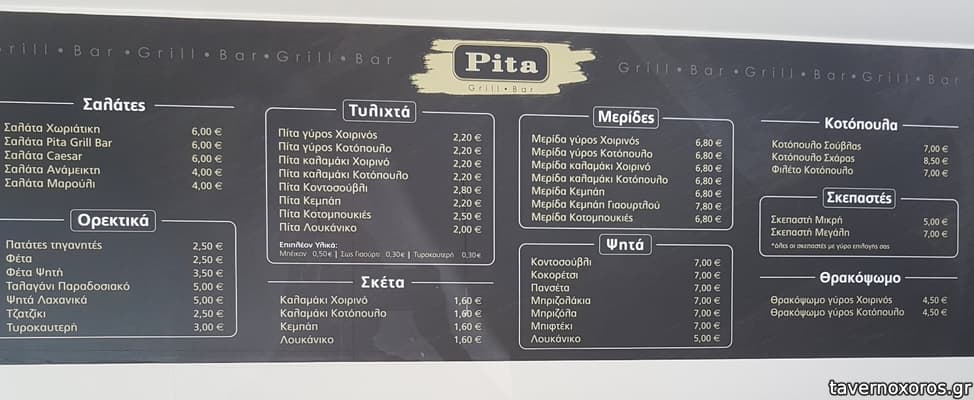 Grill • Bar • Grill • Bar • Grill • Bar
Pita
Grill • Bar
Grill • Bar • Grill • Bar • Grill • Bar
Σαλάτες
Σαλάτα Χωριάτικη 6,00 €
Σαλάτα Pita Grill Bar 6,00 €
Σαλάτα Caesar 6,00 €
Σαλάτα Ανάμεικτη 4,00 €
Σαλάτα Μαρούλι 4,00 €
Ορεκτικά
Πατάτες τηγανητές 2,50 €
Φέτα 2,50 €
Φέτα Ψητή 3,50 €
Ταλαγάνι Παραδοσιακό 5,00 €
Ψητά Λαχανικά 5,00 €
Τζατζίκι 2,50 €
Τυροκαυτερή 3,00 €
Τυλιχτά
Πίτα γύρος Χοιρινός 2,20 €
Πίτα γύρος Κοτόπουλο 2,20 €
Πίτα καλαμάκι Χοιρινό 2,20 €
Πίτα καλαμάκι Κοτόπουλο 2,20 €
Πίτα Κοντοσούβλι 2,80 €
Πίτα Κεμπάπ 2,20 €
Πίτα Κοτομπουκιές 2,50 €
Πίτα Λουκάνικο 2,00 €
Επιπλέον Υλικά:
Μπέικον 0,50€ | Σως Γιαούρτι 0,30€ | Τυροκαυτερή 0,30€
Σκέτα
Καλαμάκι Χοιρινό 1,60 €
Καλαμάκι Κοτόπουλο 1,60 €
Κεμπάπ 1,60 €
Λουκάνικο 1,60 €
Μερίδες
Μερίδα γύρος Χοιρινός 6,80 €
Μερίδα γύρος Κοτόπουλο 6,80 €
Μερίδα καλαμάκι Χοιρινό 6,80 €
Μερίδα καλαμάκι Κοτόπουλο 6,80 €
Μερίδα Κεμπάπ 6,80 €
Μερίδα Κεμπάπ Γιαουρτλού 7,80 €
Μερίδα Κοτομπουκιές 6,80 €
Ψητά
Κοντοσούβλι 7,00 €
Κοκορέτσι 7,00 €
Πανσέτα 7,00 €
Μπριζολάκια 7,00 €
Μπριζόλα 7,00 €
Μπιφτέκι 7,00 €
Λουκάνικο 5,00 €
Κοτόπουλα
Κοτόπουλο Σούβλας 7,00 €
Κοτόπουλο Σχάρας 8,50 €
Φιλέτο Κοτόπουλο 7,00 €
Σκεπαστές
Σκεπαστή Μικρή 5,00 €
Σκεπαστή Μεγάλη 7,00 €
*όλες οι σκεπαστές με γύρο επιλογής σας
Θρακόψωμο
Θρακόψωμο γύρος Χοιρινός 4,50 €
Θρακόψωμο γύρος Κοτόπουλο 4,50 €
tavernoxoros.gr